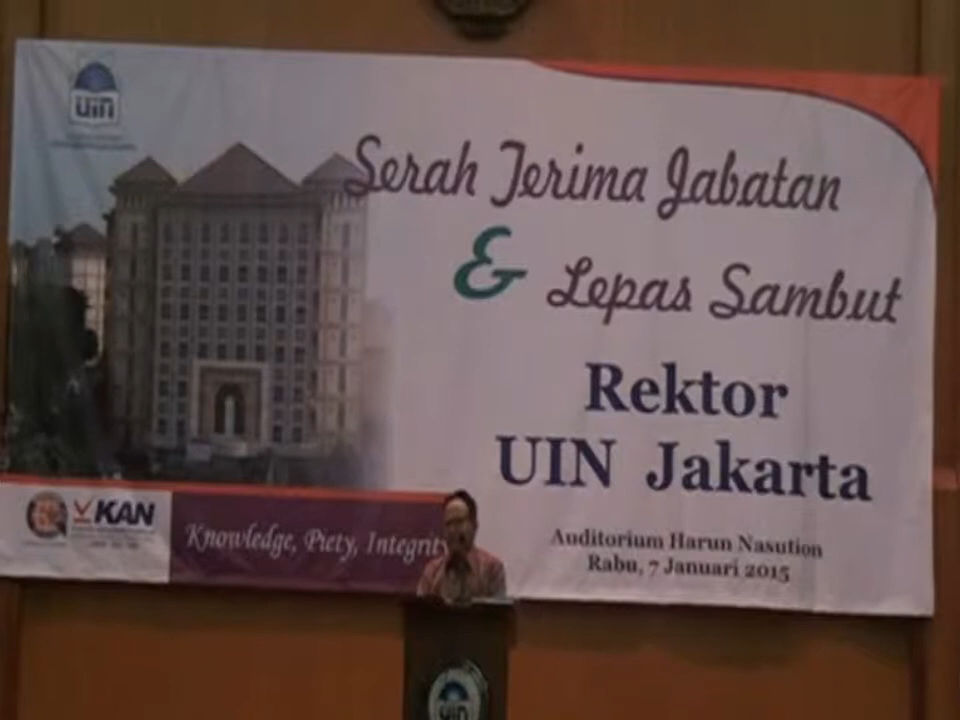 UIN
Serah Terima Jabatan
& Lepas Sambut
Rektor
UIN Jakarta
KAN
Knowledge, Piety, Integrity
Auditorium Harun Nasution
Rabu, 7 Januari 2015
UIN